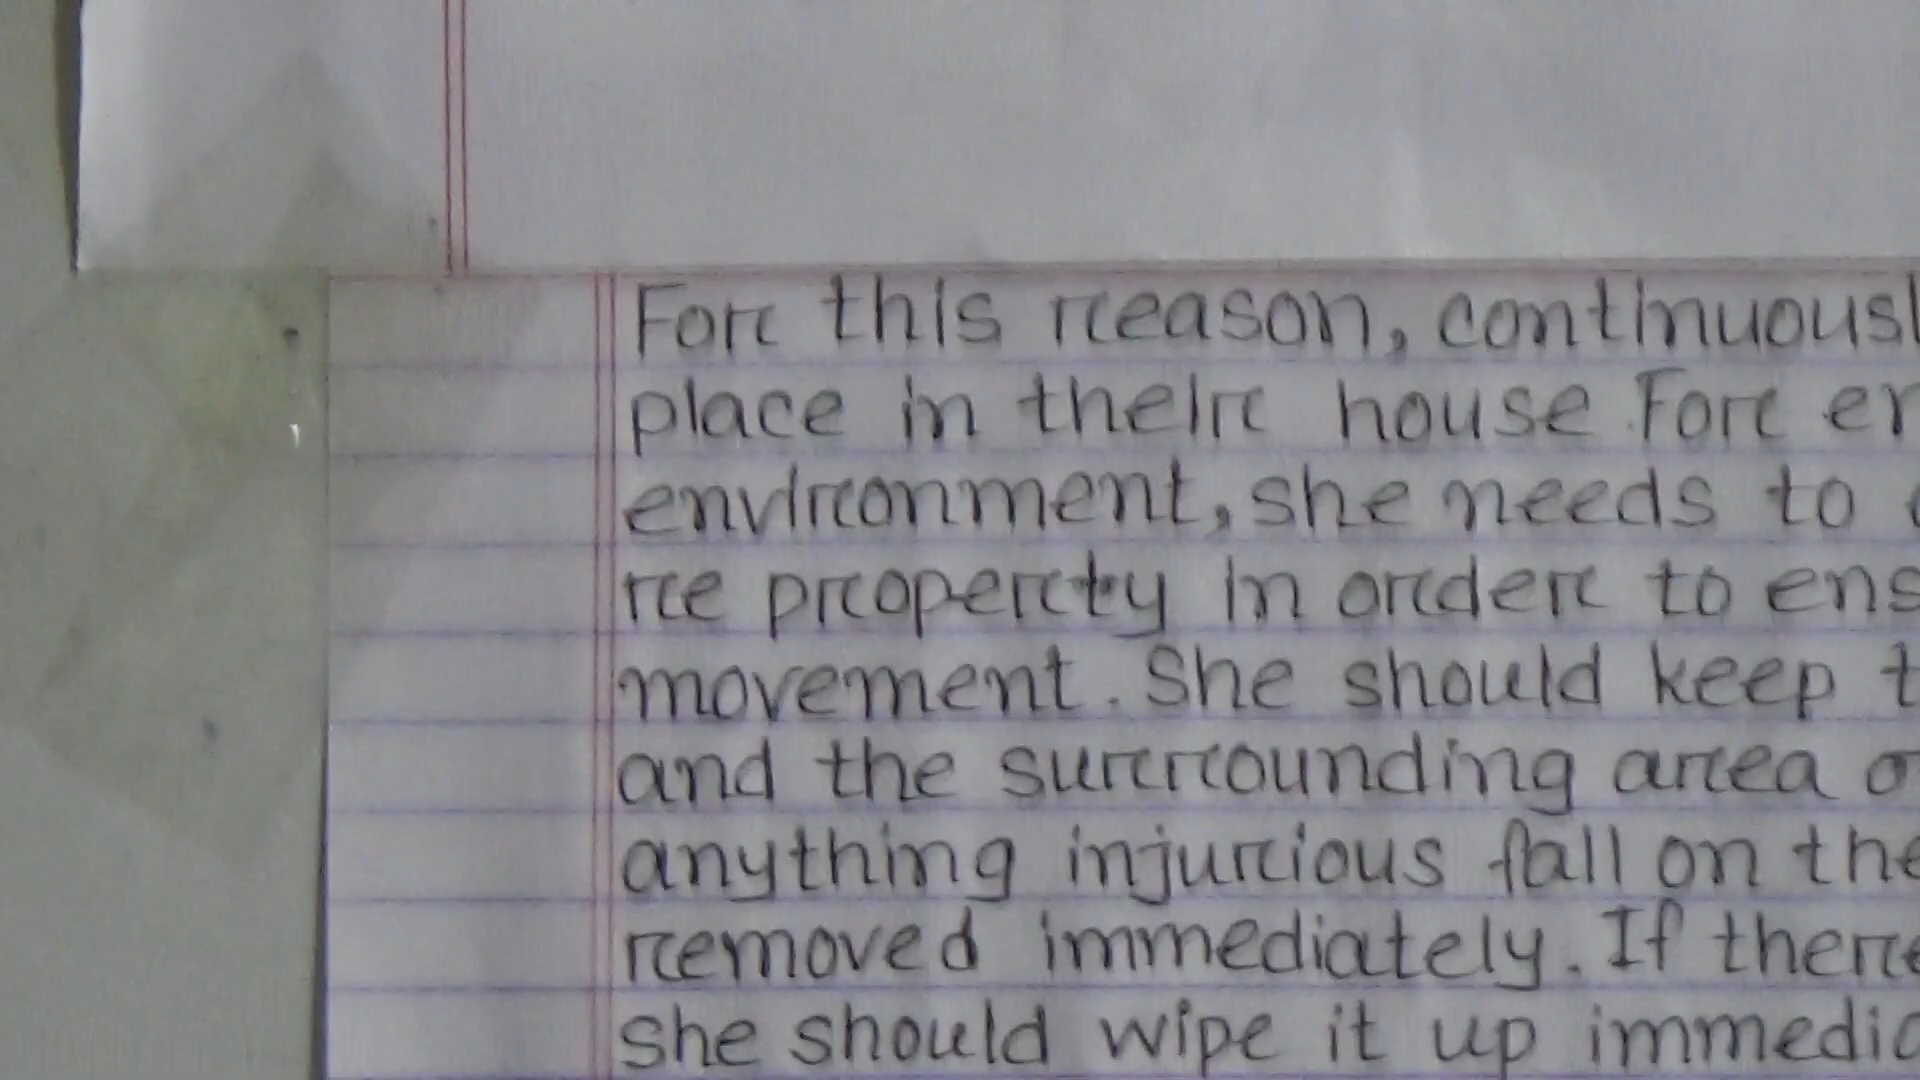 For this reason, continuousl
place in their house. For en
environment, she needs to
re property in order to ens
movement. She should keep t
and the surrounding area o
anything injurious fall on the
removed immediately. If there
she should wipe it up immedia